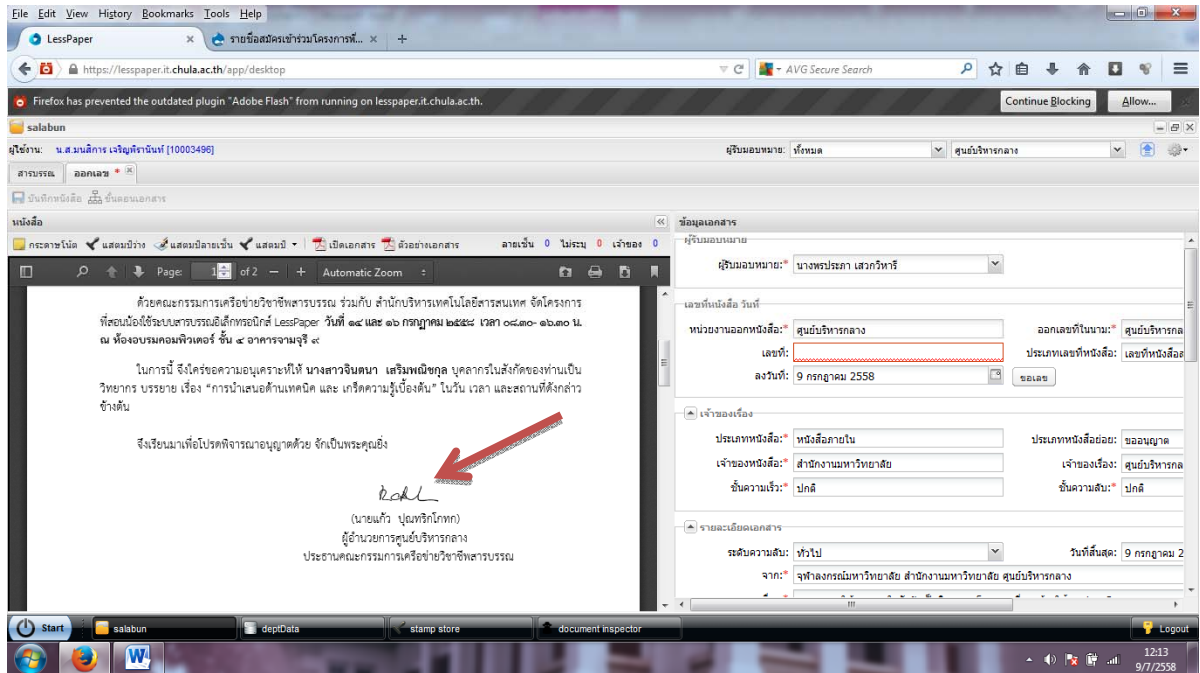 File Edit View History Bookmarks Tools Help
LessPaper
รายชื่อสมัครเข้าร่วมโครงการพี่...
https://lesspaper.it.chula.ac.th/app/desktop
AVG Secure Search
Firefox has prevented the outdated plugin "Adobe Flash" from running on lesspaper.it.chula.ac.th.
Continue Blocking Allow...
salabun
ผู้ใช้งาน: น.ส.มนสิการ เจริญพิรานันท์ [10003496]
ผู้รับมอบหมาย: ทั้งหมด ศูนย์บริหารกลาง
สารบรรณ ออกเลข *
บันทึกหนังสือ ขั้นตอนเอกสาร
หนังสือ
กระดาษโน้ต แสตมป์ว่าง แสตมป์ลายเซ็น แสตมป์ เปิดเอกสาร ตัวอย่างเอกสาร ลายเซ็น 0 ไม่ระบุ 0 เจ้าของ 0
Page: 1 of 2 Automatic Zoom
ด้วยคณะกรรมการเครือข่ายวิชาชีพสารบรรณ ร่วมกับ สำนักบริหารเทคโนโลยีสารสนเทศ จัดโครงการ
พี่สอนน้องใช้ระบบสารบรรณอิเล็กทรอนิกส์ LessPaper วันที่ ๑๔ และ ๑๖ กรกฎาคม ๒๕๕๘ เวลา ๐๘.๓๐- ๑๖.๓๐ น.
ณ ห้องอบรมคอมพิวเตอร์ ชั้น ๔ อาคารจามจุรี ๙
ในการนี้ จึงใคร่ขอความอนุเคราะห์ให้ นางสาวจินตนา เสริมพณิชกุล บุคลากรในสังกัดของท่านเป็น
วิทยากร บรรยาย เรื่อง "การนำเสนอด้านเทคนิค และ เกร็ดความรู้เบื้องต้น" ในวัน เวลา และสถานที่ดังกล่าว
ข้างต้น
จึงเรียนมาเพื่อโปรดพิจารณาอนุญาตด้วย จักเป็นพระคุณยิ่ง
(นายแก้ว ปุณฑริกโกทก)
ผู้อำนวยการศูนย์บริหารกลาง
ประธานคณะกรรมการเครือข่ายวิชาชีพสารบรรณ
ข้อมูลเอกสาร
ผู้รับมอบหมาย
ผู้รับมอบหมาย:* นางพรประภา เสวกวิหารี
เลขที่หนังสือ วันที่
หน่วยงานออกหนังสือ:* ศูนย์บริหารกลาง ออกเลขที่ในนาม:* ศูนย์บริหารกล
เลขที่: ประเภทเลขที่หนังสือ: เลขที่หนังสือส
ลงวันที่: 9 กรกฎาคม 2558 ขอเลข
เจ้าของเรื่อง
ประเภทหนังสือ:* หนังสือภายใน ประเภทหนังสือย่อย: ขออนุญาต
เจ้าของหนังสือ:* สำนักงานมหาวิทยาลัย เจ้าของเรื่อง: ศูนย์บริหารกล
ชั้นความเร็ว:* ปกติ ชั้นความลับ:* ปกติ
รายละเอียดเอกสาร
ระดับความลับ: ทั่วไป วันที่สิ้นสุด: 9 กรกฎาคม 2
จาก:* จุฬาลงกรณ์มหาวิทยาลัย สำนักงานมหาวิทยาลัย ศูนย์บริหารกลาง
Start salabun deptData stamp store document inspector Logout
12:13
9/7/2558